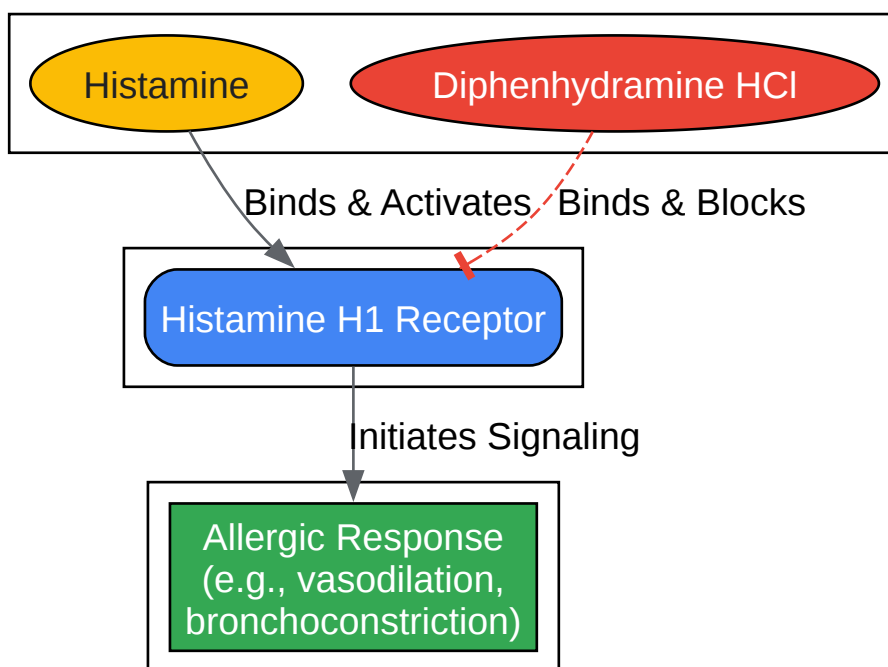 Histamine
Diphenhydramine HCl
Binds & Activates
Binds & Blocks
Histamine H1 Receptor
Initiates Signaling
Allergic Response
(e.g., vasodilation,
bronchoconstriction)